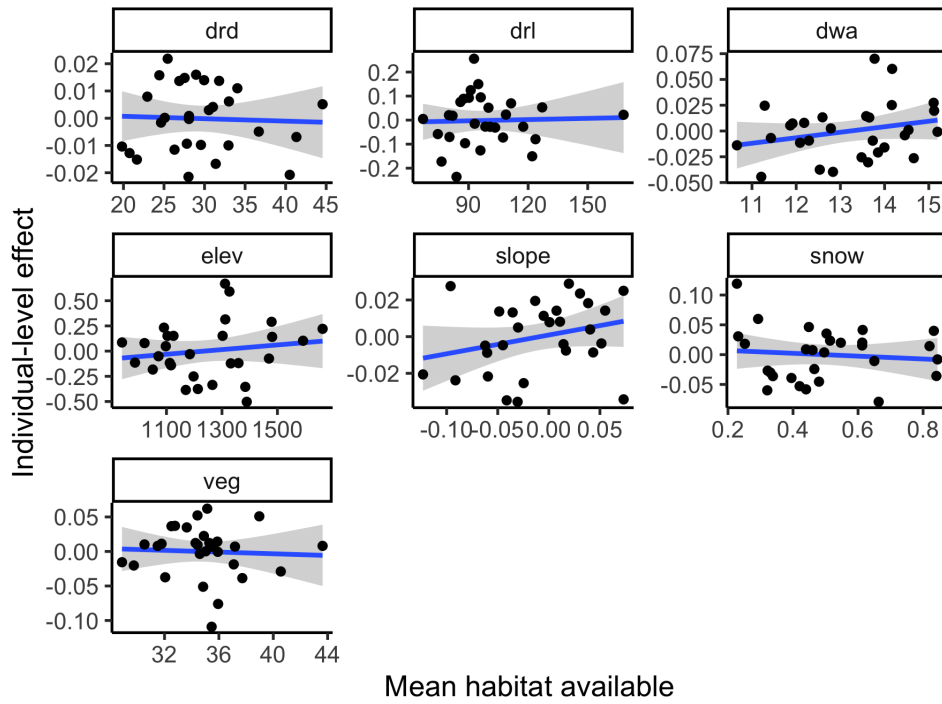 drd drl dwa
0.02
0.01
0.00
-0.01
-0.02
20 25 30 35 40 45
0.2
0.1
0.0
-0.1
-0.2
90 120 150
0.075
0.050
0.025
0.000
-0.025
-0.050
11 12 13 14 15
Individual-level effect
elev slope snow
0.50
0.25
0.00
-0.25
-0.50
1100 1300 1500
0.02
0.00
-0.02
-0.10 -0.05 0.00 0.05
0.10
0.05
0.00
-0.05
0.2 0.4 0.6 0.8
veg
0.05
0.00
-0.05
-0.10
32 36 40 44
Mean habitat available